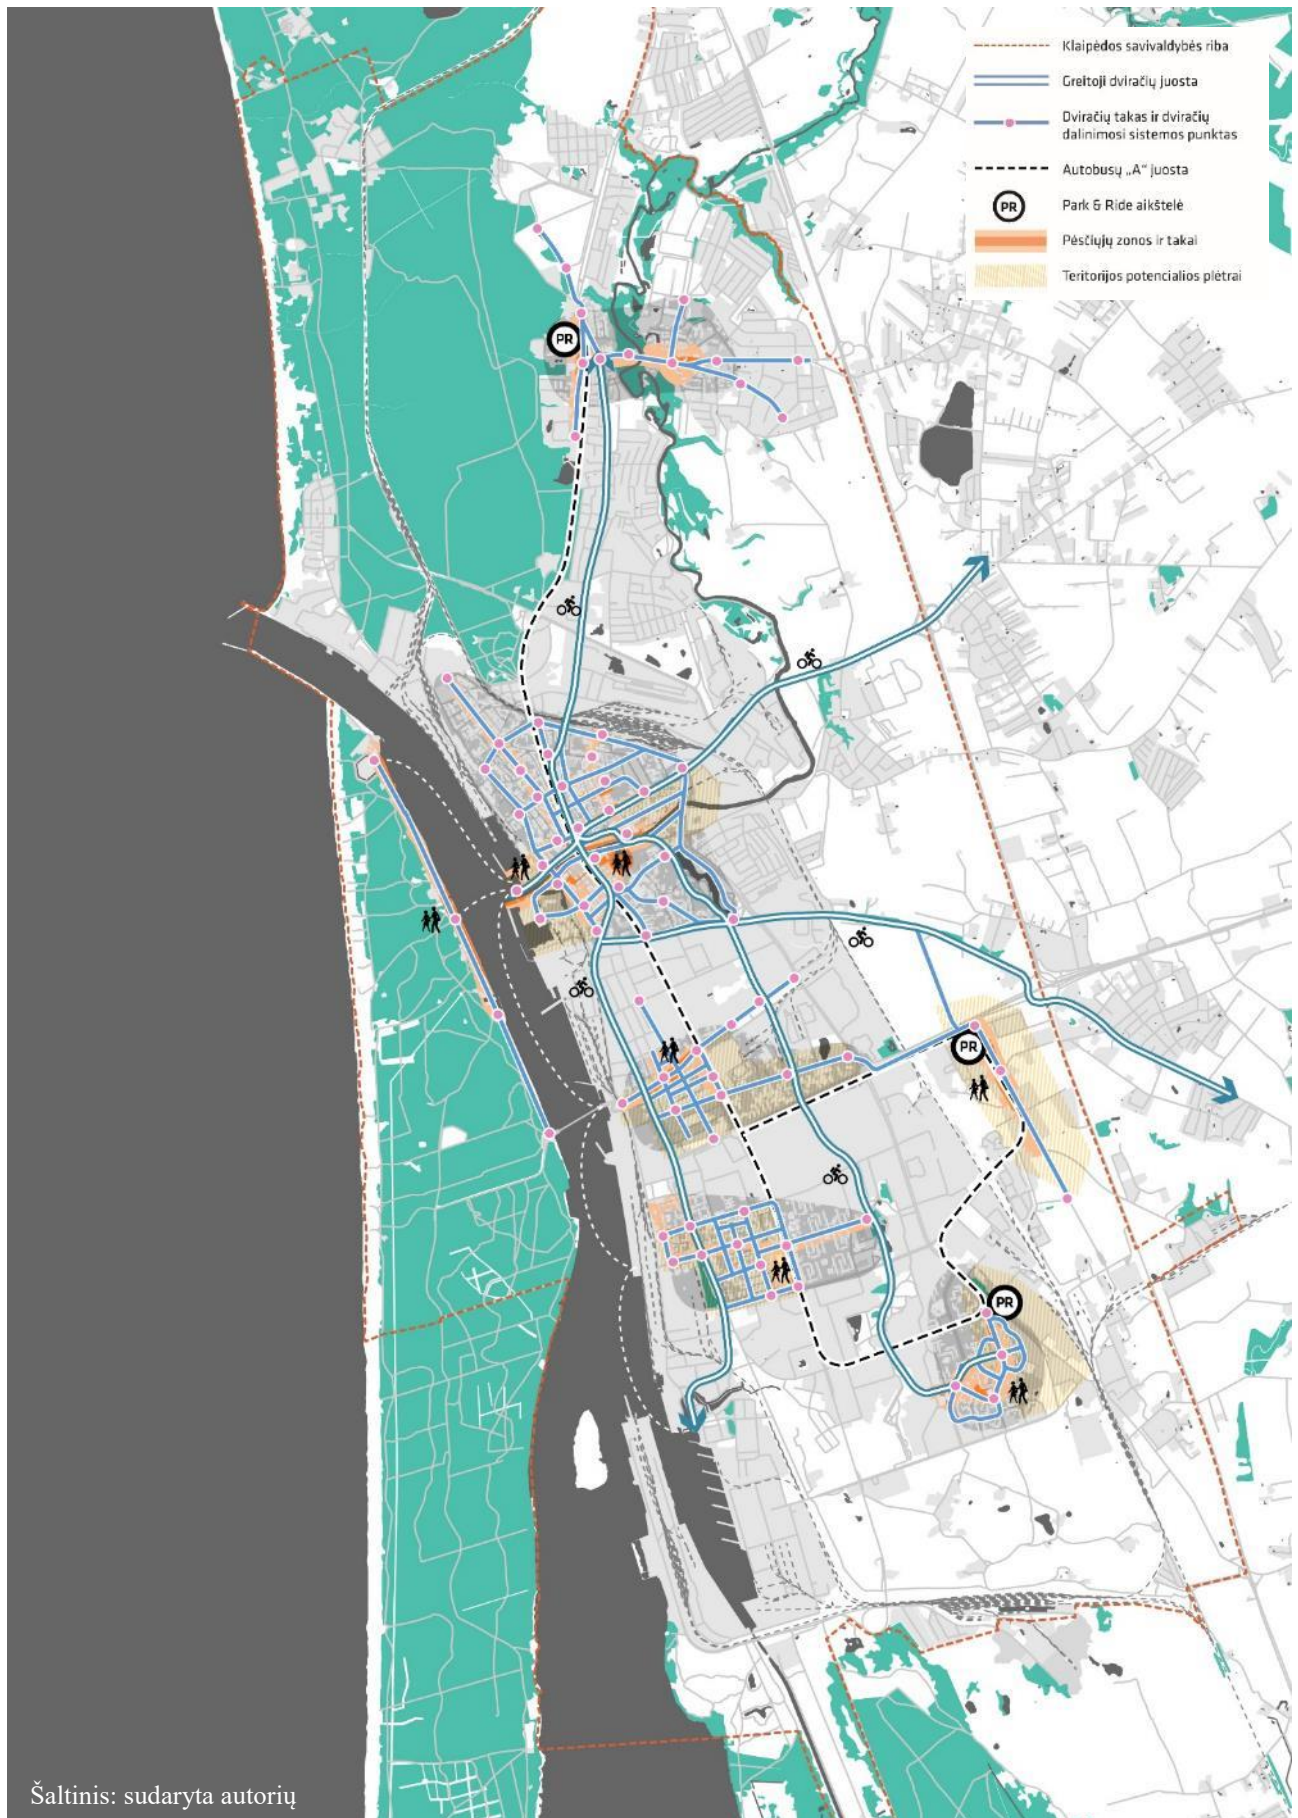 Klaipėdos savivaldybės riba
Greitoji dviračių juosta
Dviračių takas ir dviračių
dalinimosi sistemos punktas
Autobusų „A“ juosta
PR
Park & Ride aikštelė
Pėsčiųjų zonos ir takai
Teritorijos potencialios plėtrai
PR
PR
PR
Šaltinis: sudaryta autorių